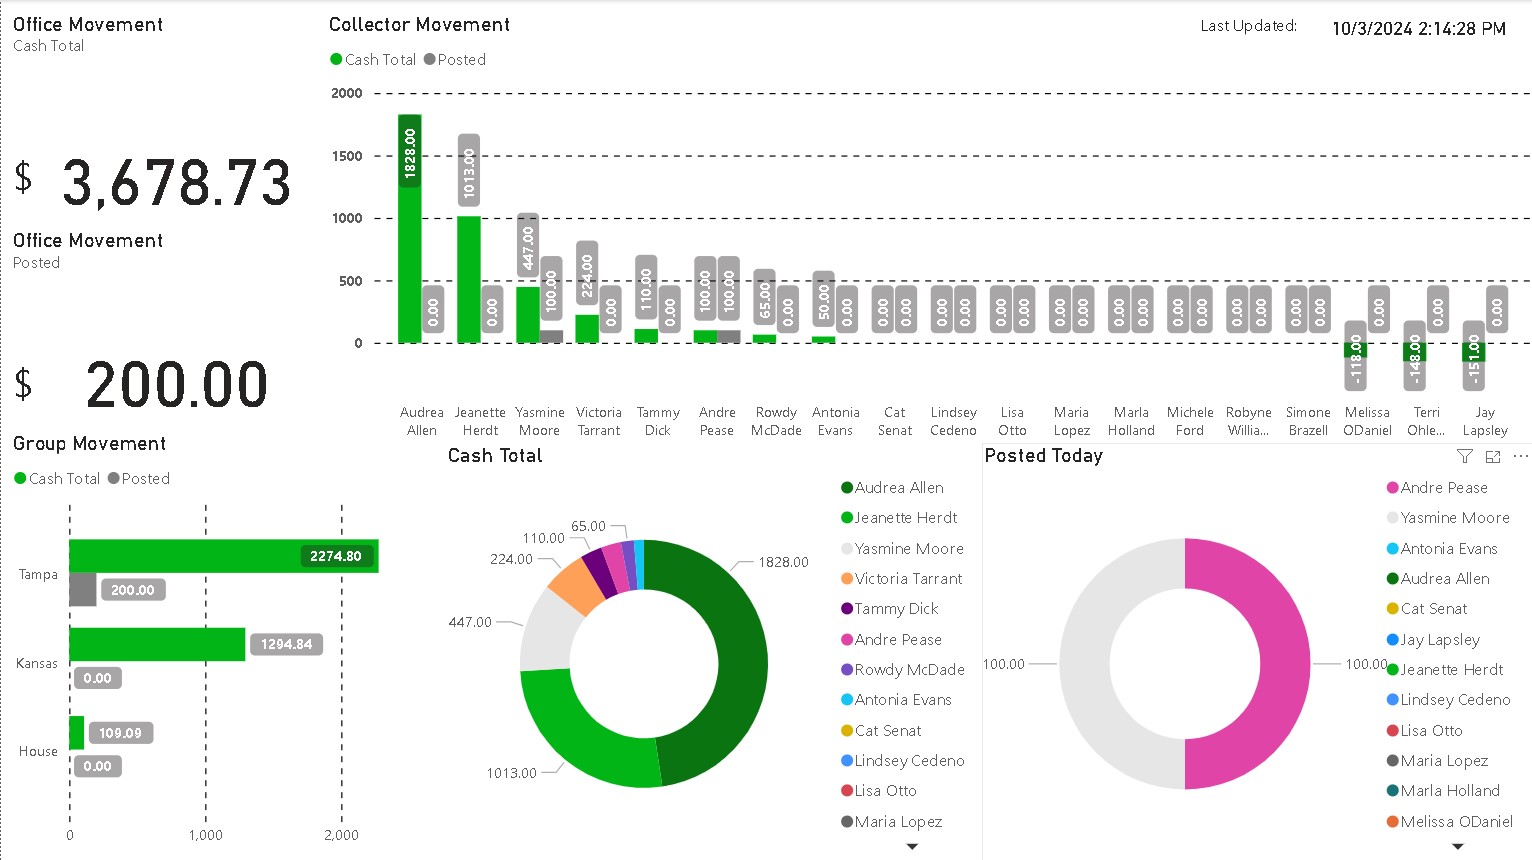 Office Movement
Cash Total
$ 3,678.73
Office Movement
Posted
$ 200.00
Collector Movement
Last Updated: 10/3/2024 2:14:28 PM
Cash Total Posted
2000
1500
1000
500
0
1828.00 0.00 1013.00 0.00 447.00 100.00 224.00 0.00 110.00 0.00 100.00 100.00 65.00 0.00 50.00 0.00 0.00 0.00 0.00 0.00 0.00 0.00 0.00 0.00 0.00 0.00 0.00 0.00 0.00 0.00 0.00 0.00 -118.00 0.00 -148.00 0.00 -151.00 0.00
Audrea Jeanette Yasmine Victoria Tammy Andre Rowdy Antonia Cat Lindsey Lisa Maria Marla Michele Robyne Simone Melissa Terri Jay
Allen Herdt Moore Tarrant Dick Pease McDade Evans Senat Cedeno Otto Lopez Holland Ford Willia... Brazell ODaniel Ohle... Lapsley
Group Movement
Cash Total Posted
Tampa
2274.80
200.00
Kansas
1294.84
0.00
House
109.09
0.00
0 1,000 2,000
Cash Total
65.00
110.00
224.00
447.00
1013.00
1828.00
Audrea Allen
Jeanette Herdt
Yasmine Moore
Victoria Tarrant
Tammy Dick
Andre Pease
Rowdy McDade
Antonia Evans
Cat Senat
Lindsey Cedeno
Lisa Otto
Maria Lopez
Posted Today
100.00
100.00
Andre Pease
Yasmine Moore
Antonia Evans
Audrea Allen
Cat Senat
Jay Lapsley
Jeanette Herdt
Lindsey Cedeno
Lisa Otto
Maria Lopez
Marla Holland
Melissa ODaniel